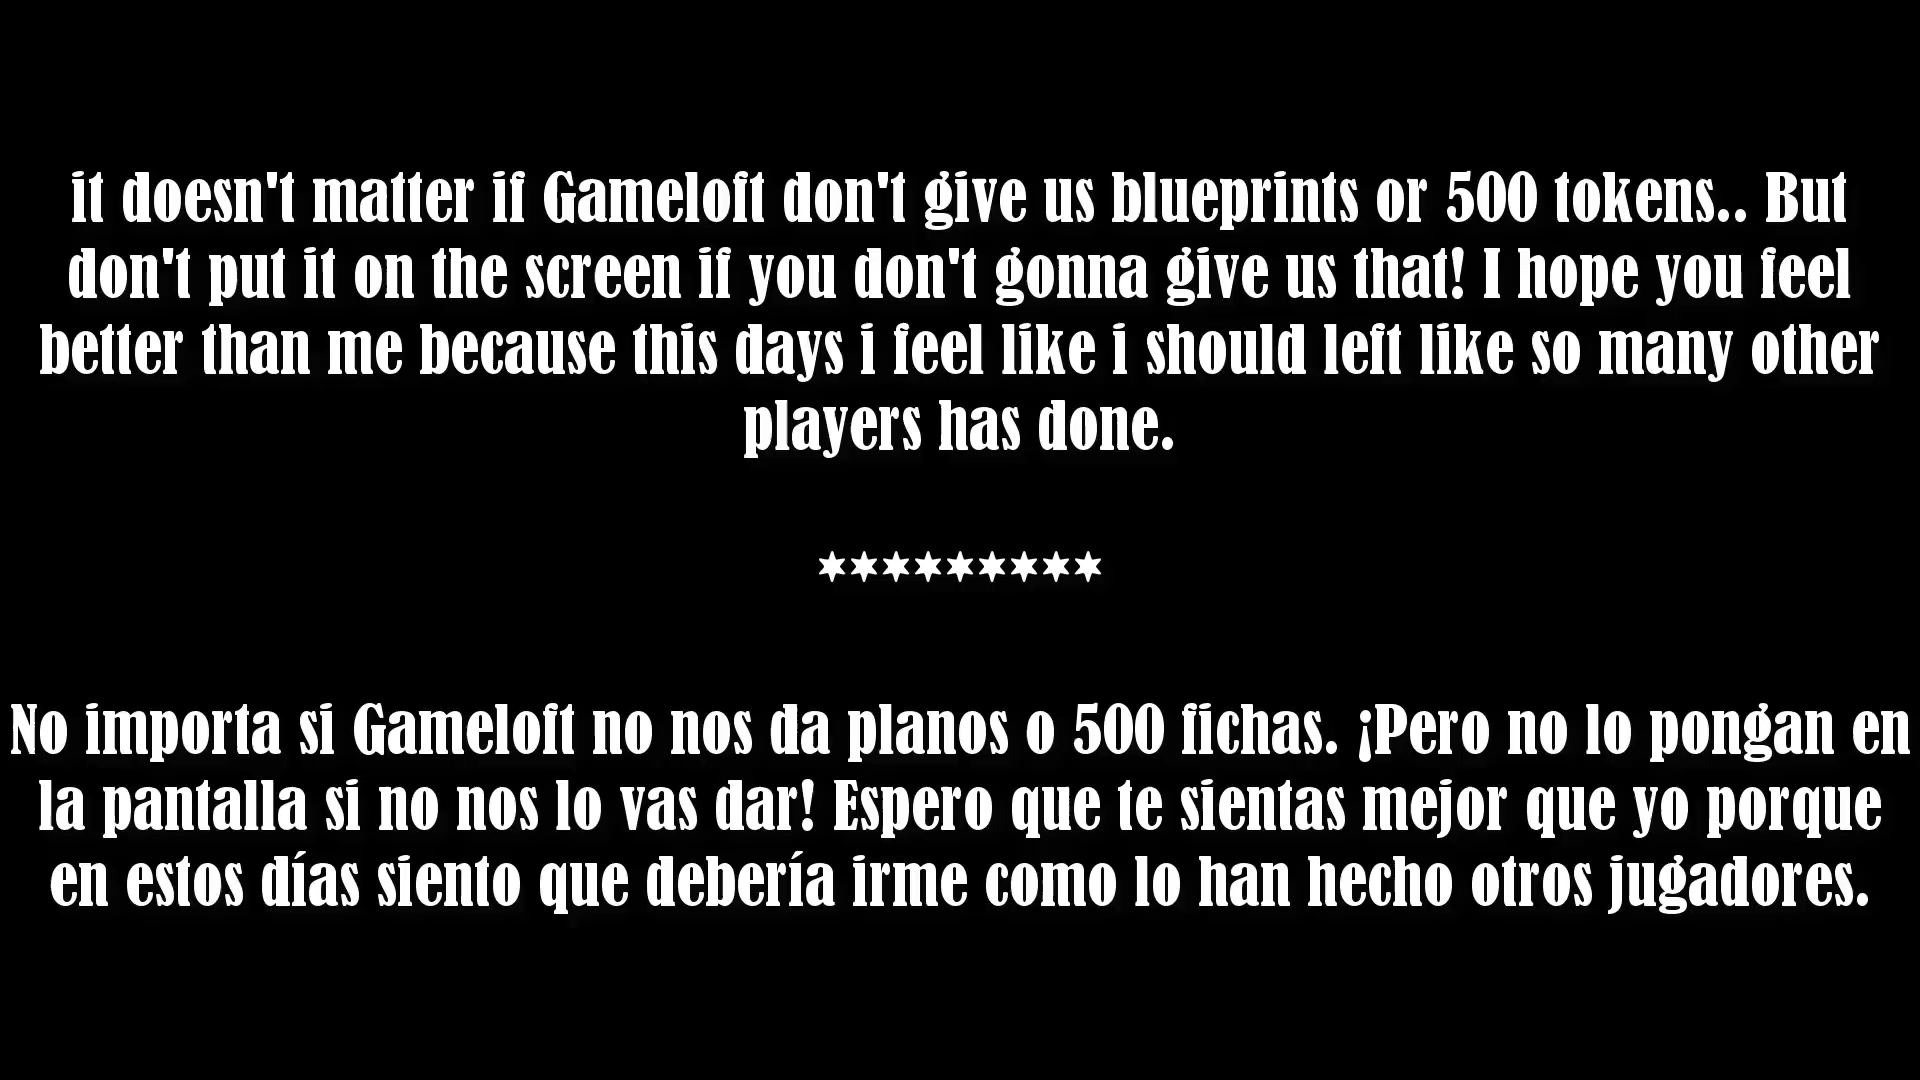 it doesn't matter if Gameloft don't give us blueprints or 500 tokens.. But
don't put it on the screen if you don't gonna give us that! I hope you feel
better than me because this days i feel like i should left like so many other
players has done.
*********
No importa si Gameloft no nos da planos o 500 fichas. ¡Pero no lo pongan en
la pantalla si no nos lo vas dar! Espero que te sientas mejor que yo porque
en estos días siento que debería irme como lo han hecho otros jugadores.